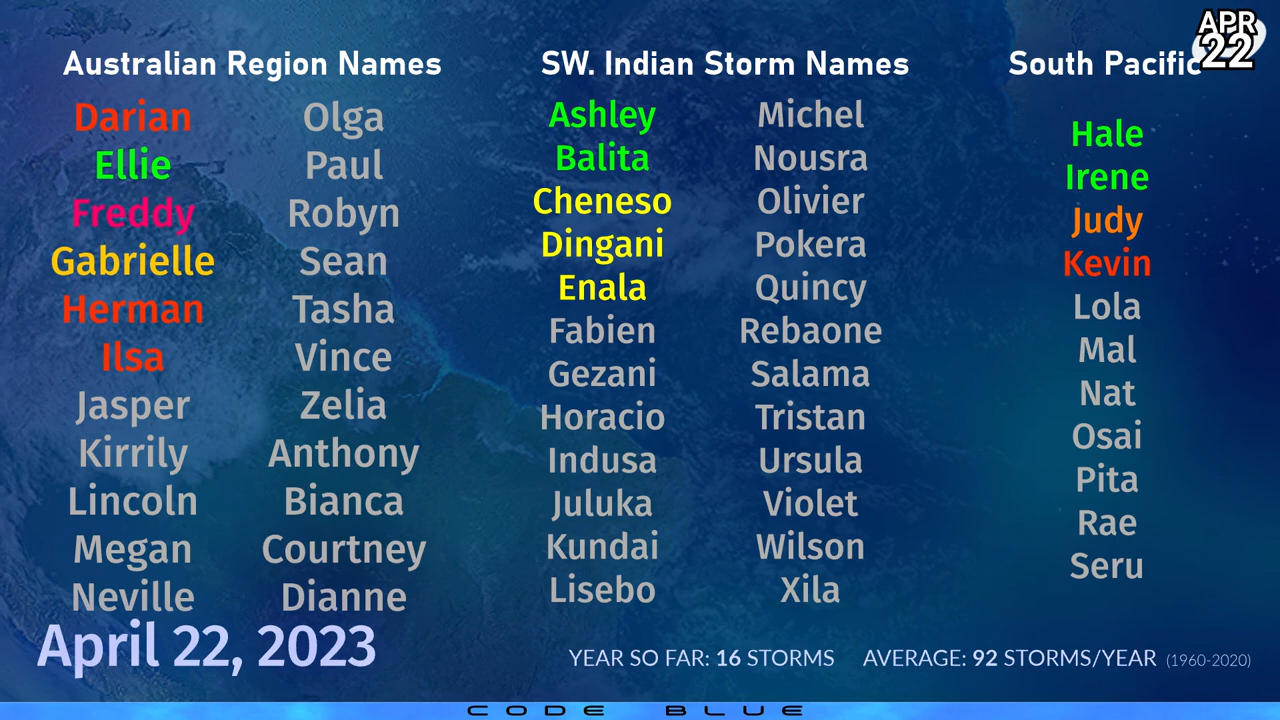 APR
22
Australian Region Names
Darian
Ellie
Freddy
Gabrielle
Herman
Ilsa
Jasper
Kirrily
Lincoln
Megan
Neville
Olga
Paul
Robyn
Sean
Tasha
Vince
Zelia
Anthony
Bianca
Courtney
Dianne
SW. Indian Storm Names
Ashley
Balita
Cheneso
Dingani
Enala
Fabien
Gezani
Horacio
Indusa
Juluka
Kundai
Lisebo
Michel
Nousra
Olivier
Pokera
Quincy
Rebaone
Salama
Tristan
Ursula
Violet
Wilson
Xila
South Pacific
Hale
Irene
Judy
Kevin
Lola
Mal
Nat
Osai
Pita
Rae
Seru
April 22, 2023
YEAR SO FAR: 16 STORMS
AVERAGE: 92 STORMS/YEAR (1960-2020)
CODE BLUE